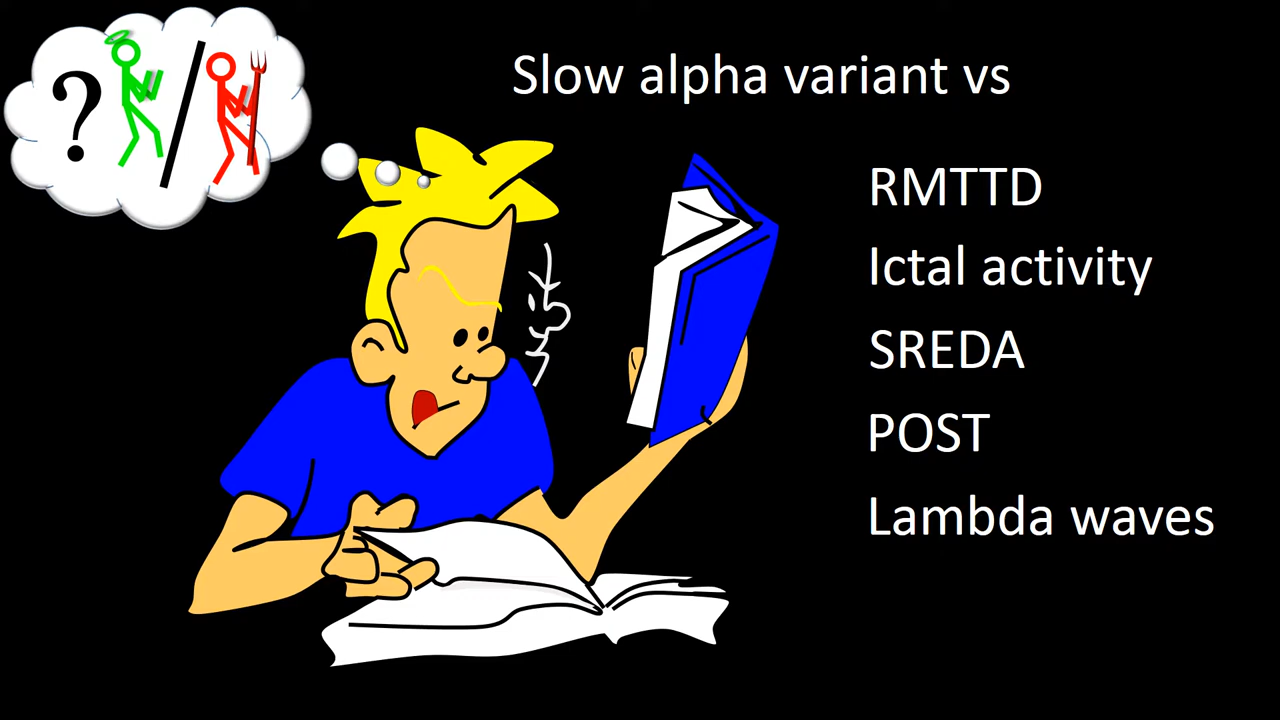 ?
Slow alpha variant vs
RMTTD
Ictal activity
SREDA
POST
Lambda waves